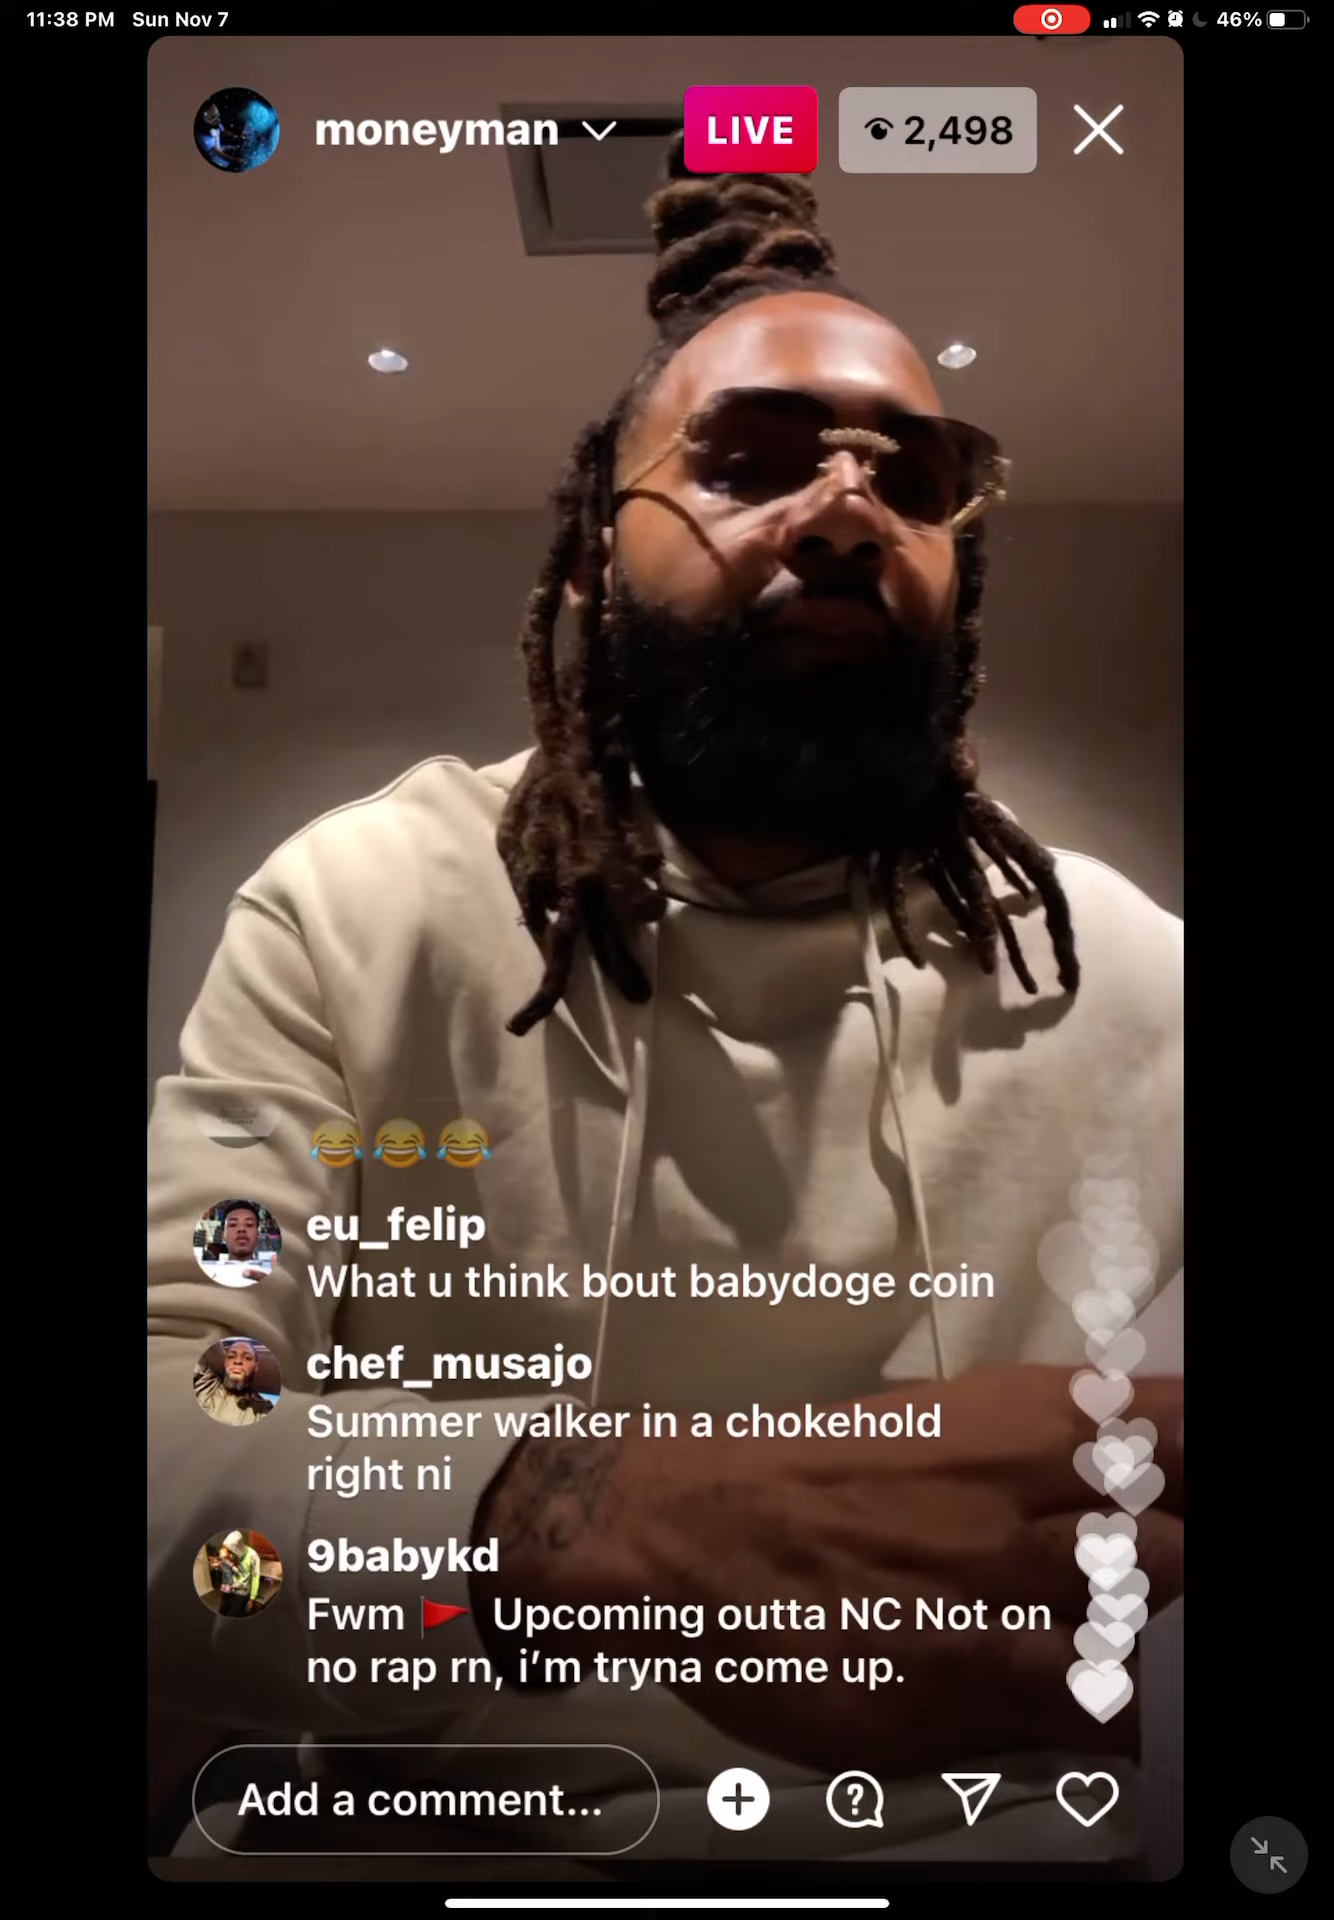 11:38 PM Sun Nov 7
46%
moneyman
LIVE
2,498
😂😂😂
eu_felip
What u think bout babydoge coin
chef_musajo
Summer walker in a chokehold
right ni
9babykd
Fwm 🚩 Upcoming outta NC Not on
no rap rn, i'm tryna come up.
Add a comment...